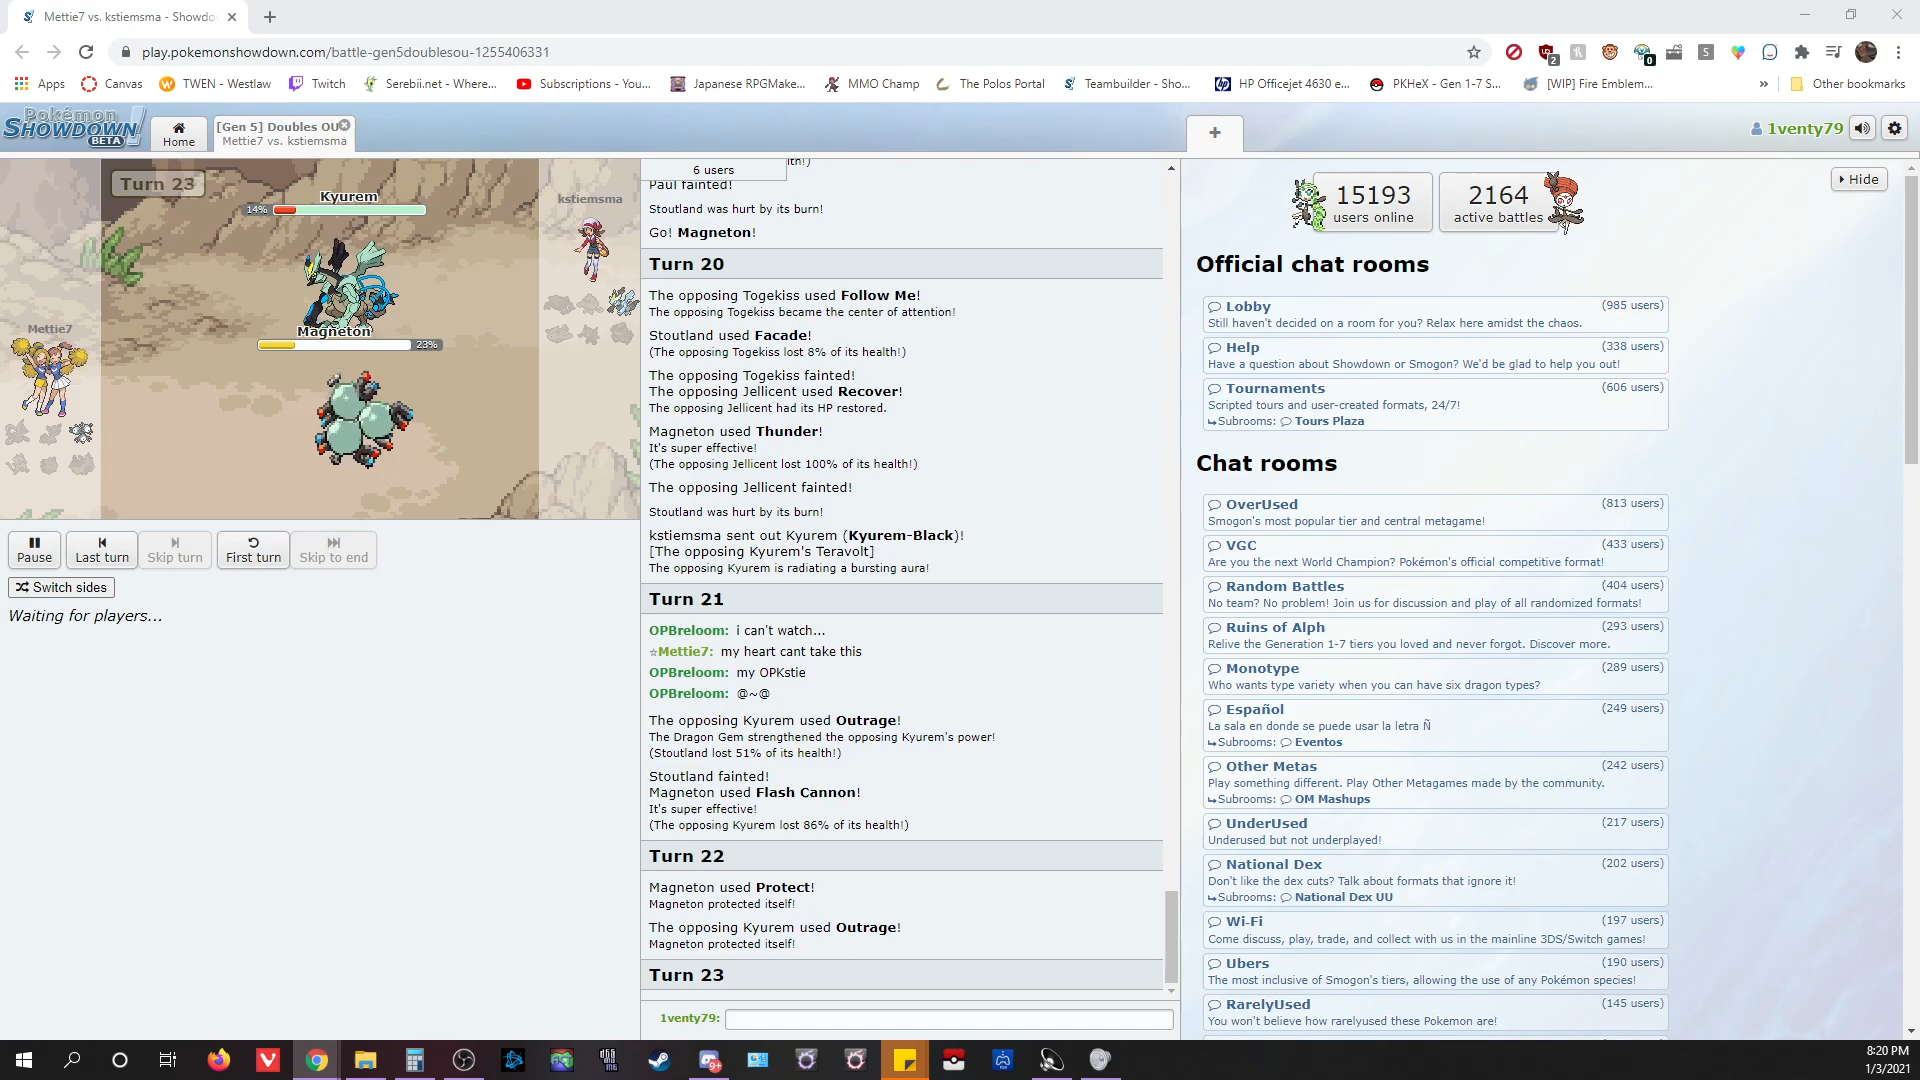 Mettie7 vs. kstiemsma - Showdo
play.pokemonshowdown.com/battle-gen5doublesou-1255406331
2
0
Apps
Canvas
TWEN - Westlaw
Twitch
Serebii.net - Where...
Subscriptions - You...
Japanese RPGMake...
MMO Champ
The Polos Portal
Teambuilder - Sho...
HP Officejet 4630 e...
PKHeX - Gen 1-7 S...
[WIP] Fire Emblem...
»
Other bookmarks
Pokémon
SHOWDOWN!
BETA
Home
[Gen 5] Doubles OU
Mettie7 vs. kstiemsma
1venty79
Turn 23
Kyurem
14%
kstiemsma
Mettie7
Magneton
23%
Pause
Last turn
Skip turn
First turn
Skip to end
Switch sides
Waiting for players...
6 users
lth!)
Paul fainted!
Stoutland was hurt by its burn!
Go! Magneton!
Turn 20
The opposing Togekiss used Follow Me!
The opposing Togekiss became the center of attention!
Stoutland used Facade!
(The opposing Togekiss lost 8% of its health!)
The opposing Togekiss fainted!
The opposing Jellicent used Recover!
The opposing Jellicent had its HP restored.
Magneton used Thunder!
It's super effective!
(The opposing Jellicent lost 100% of its health!)
The opposing Jellicent fainted!
Stoutland was hurt by its burn!
kstiemsma sent out Kyurem (Kyurem-Black)!
[The opposing Kyurem's Teravolt]
The opposing Kyurem is radiating a bursting aura!
Turn 21
OPBreloom: i can't watch...
☆Mettie7: my heart cant take this
OPBreloom: my OPKstie
OPBreloom: @~@
The opposing Kyurem used Outrage!
The Dragon Gem strengthened the opposing Kyurem's power!
(Stoutland lost 51% of its health!)
Stoutland fainted!
Magneton used Flash Cannon!
It's super effective!
(The opposing Kyurem lost 86% of its health!)
Turn 22
Magneton used Protect!
Magneton protected itself!
The opposing Kyurem used Outrage!
Magneton protected itself!
Turn 23
1venty79:
Hide
15193
users online
2164
active battles
Official chat rooms
Lobby (985 users)
Still haven't decided on a room for you? Relax here amidst the chaos.
Help (338 users)
Have a question about Showdown or Smogon? We'd be glad to help you out!
Tournaments (606 users)
Scripted tours and user-created formats, 24/7!
Subrooms: Tours Plaza
Chat rooms
OverUsed (813 users)
Smogon's most popular tier and central metagame!
VGC (433 users)
Are you the next World Champion? Pokémon's official competitive format!
Random Battles (404 users)
No team? No problem! Join us for discussion and play of all randomized formats!
Ruins of Alph (293 users)
Relive the Generation 1-7 tiers you loved and never forgot. Discover more.
Monotype (289 users)
Who wants type variety when you can have six dragon types?
Español (249 users)
La sala en donde se puede usar la letra Ñ
Subrooms: Eventos
Other Metas (242 users)
Play something different. Play Other Metagames made by the community.
Subrooms: OM Mashups
UnderUsed (217 users)
Underused but not underplayed!
National Dex (202 users)
Don't like the dex cuts? Talk about formats that ignore it!
Subrooms: National Dex UU
Wi-Fi (197 users)
Come discuss, play, trade, and collect with us in the mainline 3DS/Switch games!
Ubers (190 users)
The most inclusive of Smogon's tiers, allowing the use of any Pokémon species!
RarelyUsed (145 users)
You won't believe how rarelyused these Pokemon are!
9+
8:20 PM
1/3/2021